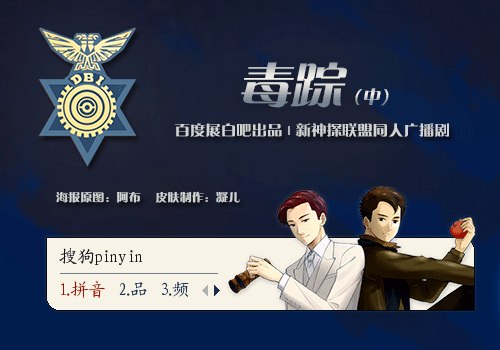 DBI
毒踪（中）
百度展白吧出品 | 新神探联盟同人广播剧
海报原图：阿布 皮肤制作：凝儿
搜狗pinyin
1.拼音 2.品 3.频